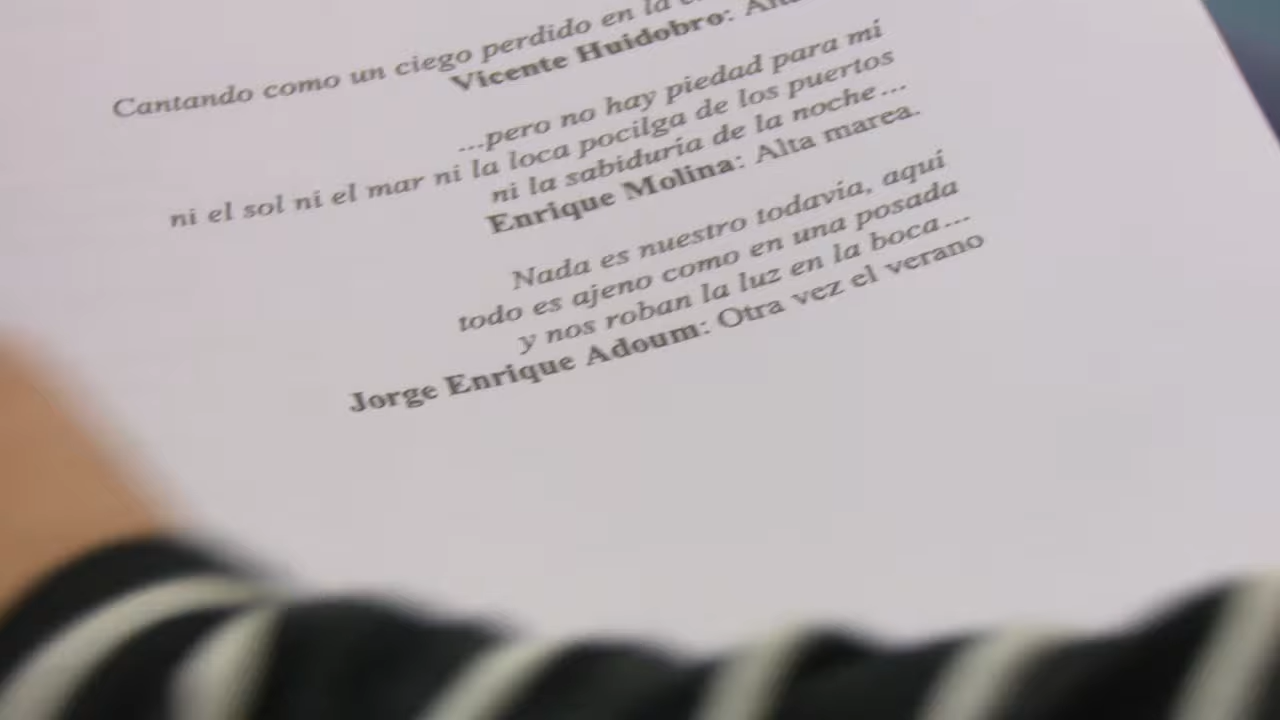 Cantando como un ciego perdido en la
Vicente Huidobro:
...pero no hay piedad para mí
ni el sol ni el mar ni la loca pocilga de los puertos
ni la sabiduría de la noche...
Enrique Molina: Alta marea.
Nada es nuestro todavía, aquí
todo es ajeno como en una posada
y nos roban la luz en la boca...
Jorge Enrique Adoum: Otra vez el verano